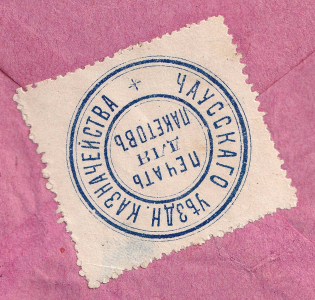 ЧАУССКАГО УѢЗДН. КАЗНАЧЕЙСТВА
ПЕЧАТЬ
ДЛЯ
ПАКЕТОВЪ